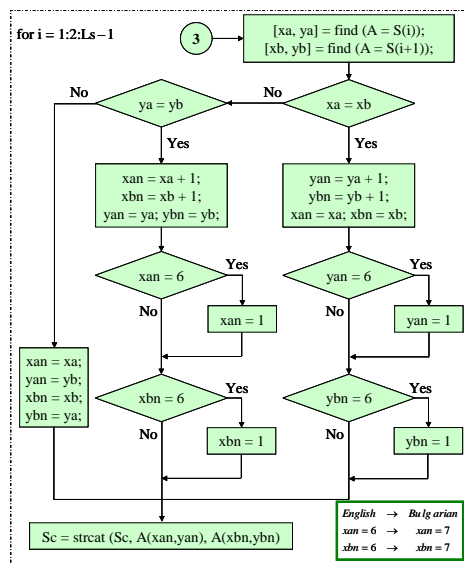 for i = 1:2:Ls−1
3
[xa, ya] = find (A = S(i));
[xb, yb] = find (A = S(i+1));
No
ya = yb
No
xa = xb
Yes
Yes
xan = xa + 1;
xbn = xb + 1;
yan = ya; ybn = yb;
yan = ya + 1;
ybn = yb + 1;
xan = xa; xbn = xb;
xan = 6
Yes
No
xan = 1
yan = 6
Yes
No
yan = 1
xan = xa;
yan = yb;
xbn = xb;
ybn = ya;
xbn = 6
Yes
No
xbn = 1
ybn = 6
Yes
No
ybn = 1
Sc = strcat (Sc, A(xan,yan), A(xbn,ybn)
English → Bulg arian
xan = 6 → xan = 7
xbn = 6 → xbn = 7